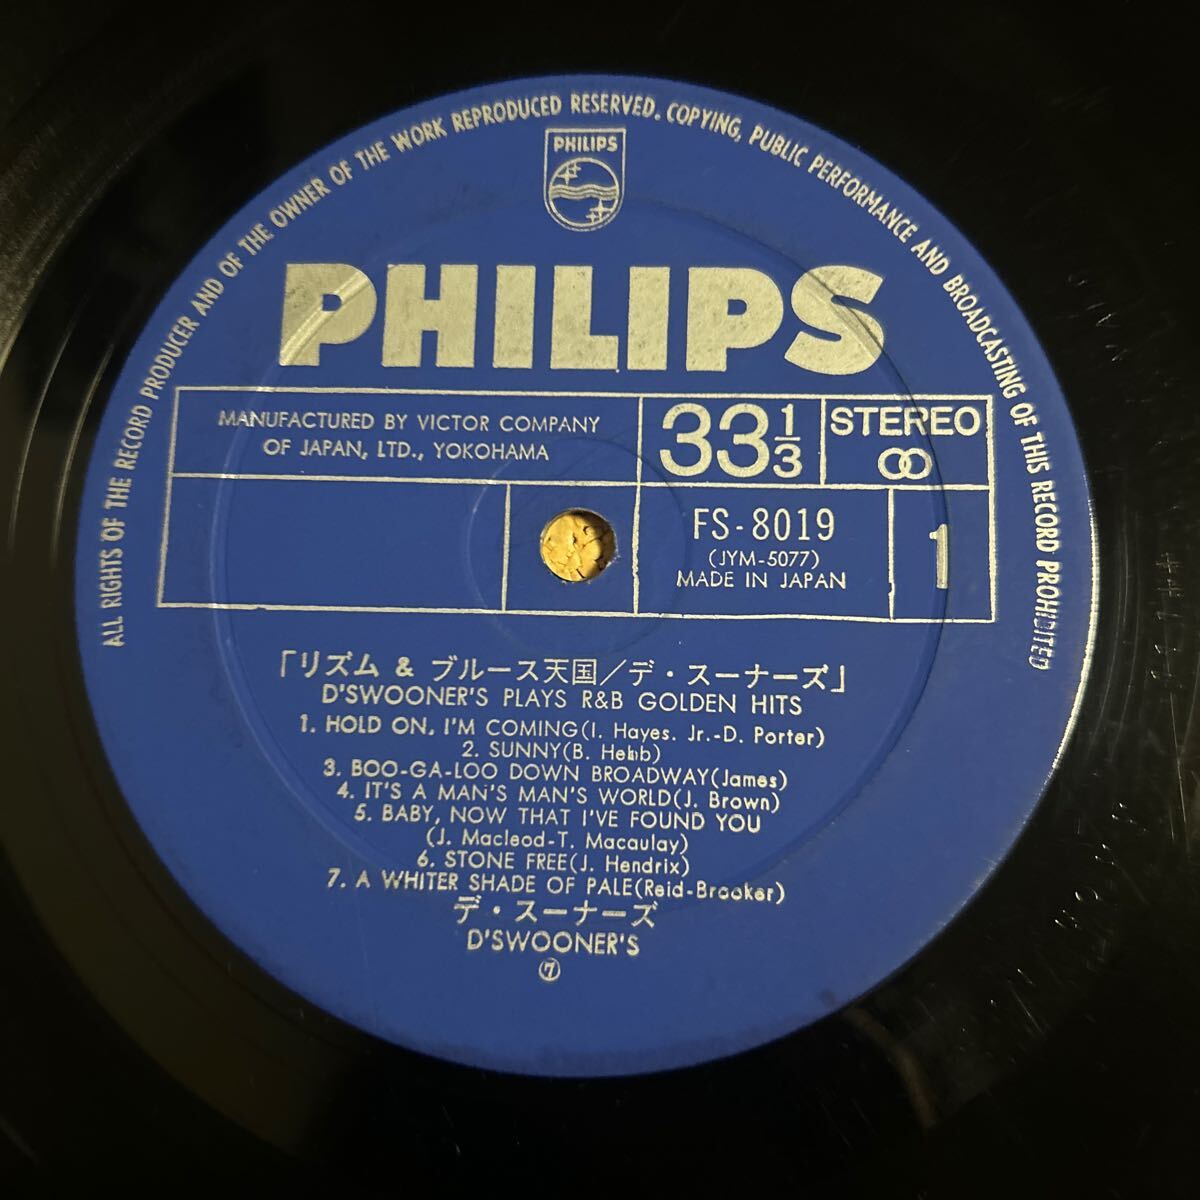 ALL RIGHTS OF THE RECORD PRODUCER AND OF THE OWNER OF THE WORK REPRODUCED RESERVED. COPYING, PUBLIC PERFORMANCE AND BROADCASTING OF THIS RECORD PROHIBITED
PHILIPS
PHILIPS
MANUFACTURED BY VICTOR COMPANY
OF JAPAN, LTD., YOKOHAMA
33 1/3
STEREO
FS-8019
(JYM-5077)
MADE IN JAPAN
1
「リズム & ブルース天国/デ・スーナーズ」
D'SWOONER'S PLAYS R&B GOLDEN HITS
1. HOLD ON, I'M COMING(I. Hayes. Jr.-D. Porter)
2. SUNNY(B. Hebb)
3. BOO-GA-LOO DOWN BROADWAY(James)
4. IT'S A MAN'S MAN'S WORLD(J. Brown)
5. BABY, NOW THAT I'VE FOUND YOU
(J. Macleod-T. Macaulay)
6. STONE FREE(J. Hendrix)
7. A WHITER SHADE OF PALE(Reid-Brooker)
デ・スーナーズ
D'SWOONER'S
⑦